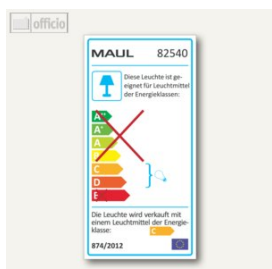 officio
MAUL 82540
Diese Leuchte ist ge-
eignet für Leuchtmittel
der Energieklassen:
A++
A+
A
B
C
D
E
Die Leuchte wird verkauft mit
einem Leuchtmittel der Energie-
klasse:
C
874/2012